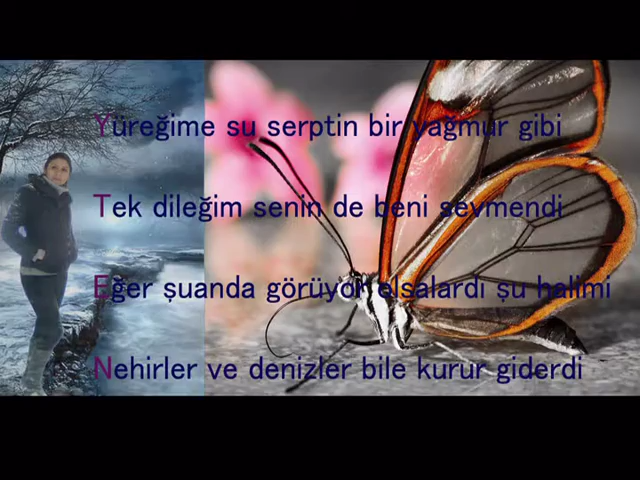 Yüreğime su serptin bir yağmur gibi
Tek dileğim senin de beni sevmendi
Eğer şuanda görüyor olsalardı şu halimi
Nehirler ve denizler bile kurur giderdi